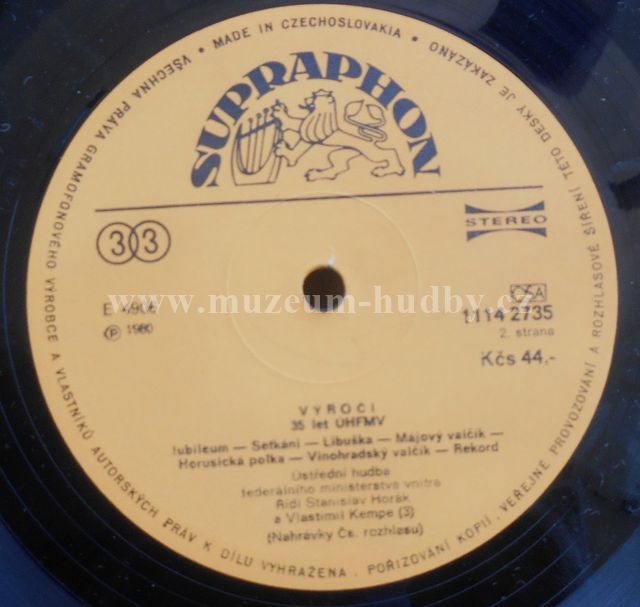 VŠECHNA PRÁVA GRAMOFONOVÉHO VÝROBCE A VLASTNÍKŮ AUTORSKÝCH PRÁV K DÍLU VYHRAŽENA. POŘIZOVÁNÍ KOPIÍ, VEŘEJNÉ PROVOZOVÁNÍ A ROZHLASOVÉ ŠÍŘENÍ TÉTO DESKY JE ZAKÁZÁNO • MADE IN CZECHOSLOVAKIA •
SUPRAPHON
33
STEREO
www.muzeum-hudby.cz
OSA
Ⓟ 1980
1114 2735
2. strana
Kčs 44,-
VÝROČÍ
35 let ÚHFMV
Jubileum — Setkání — Libuška — Májový valčík —
Horusická polka — Vinohradský valčík — Rekord
Ústřední hudba
federálního ministerstva vnitra
Řídí Stanislav Horák
a Vlastimil Kempe (3)
(Nahrávky Čs. rozhlasu)